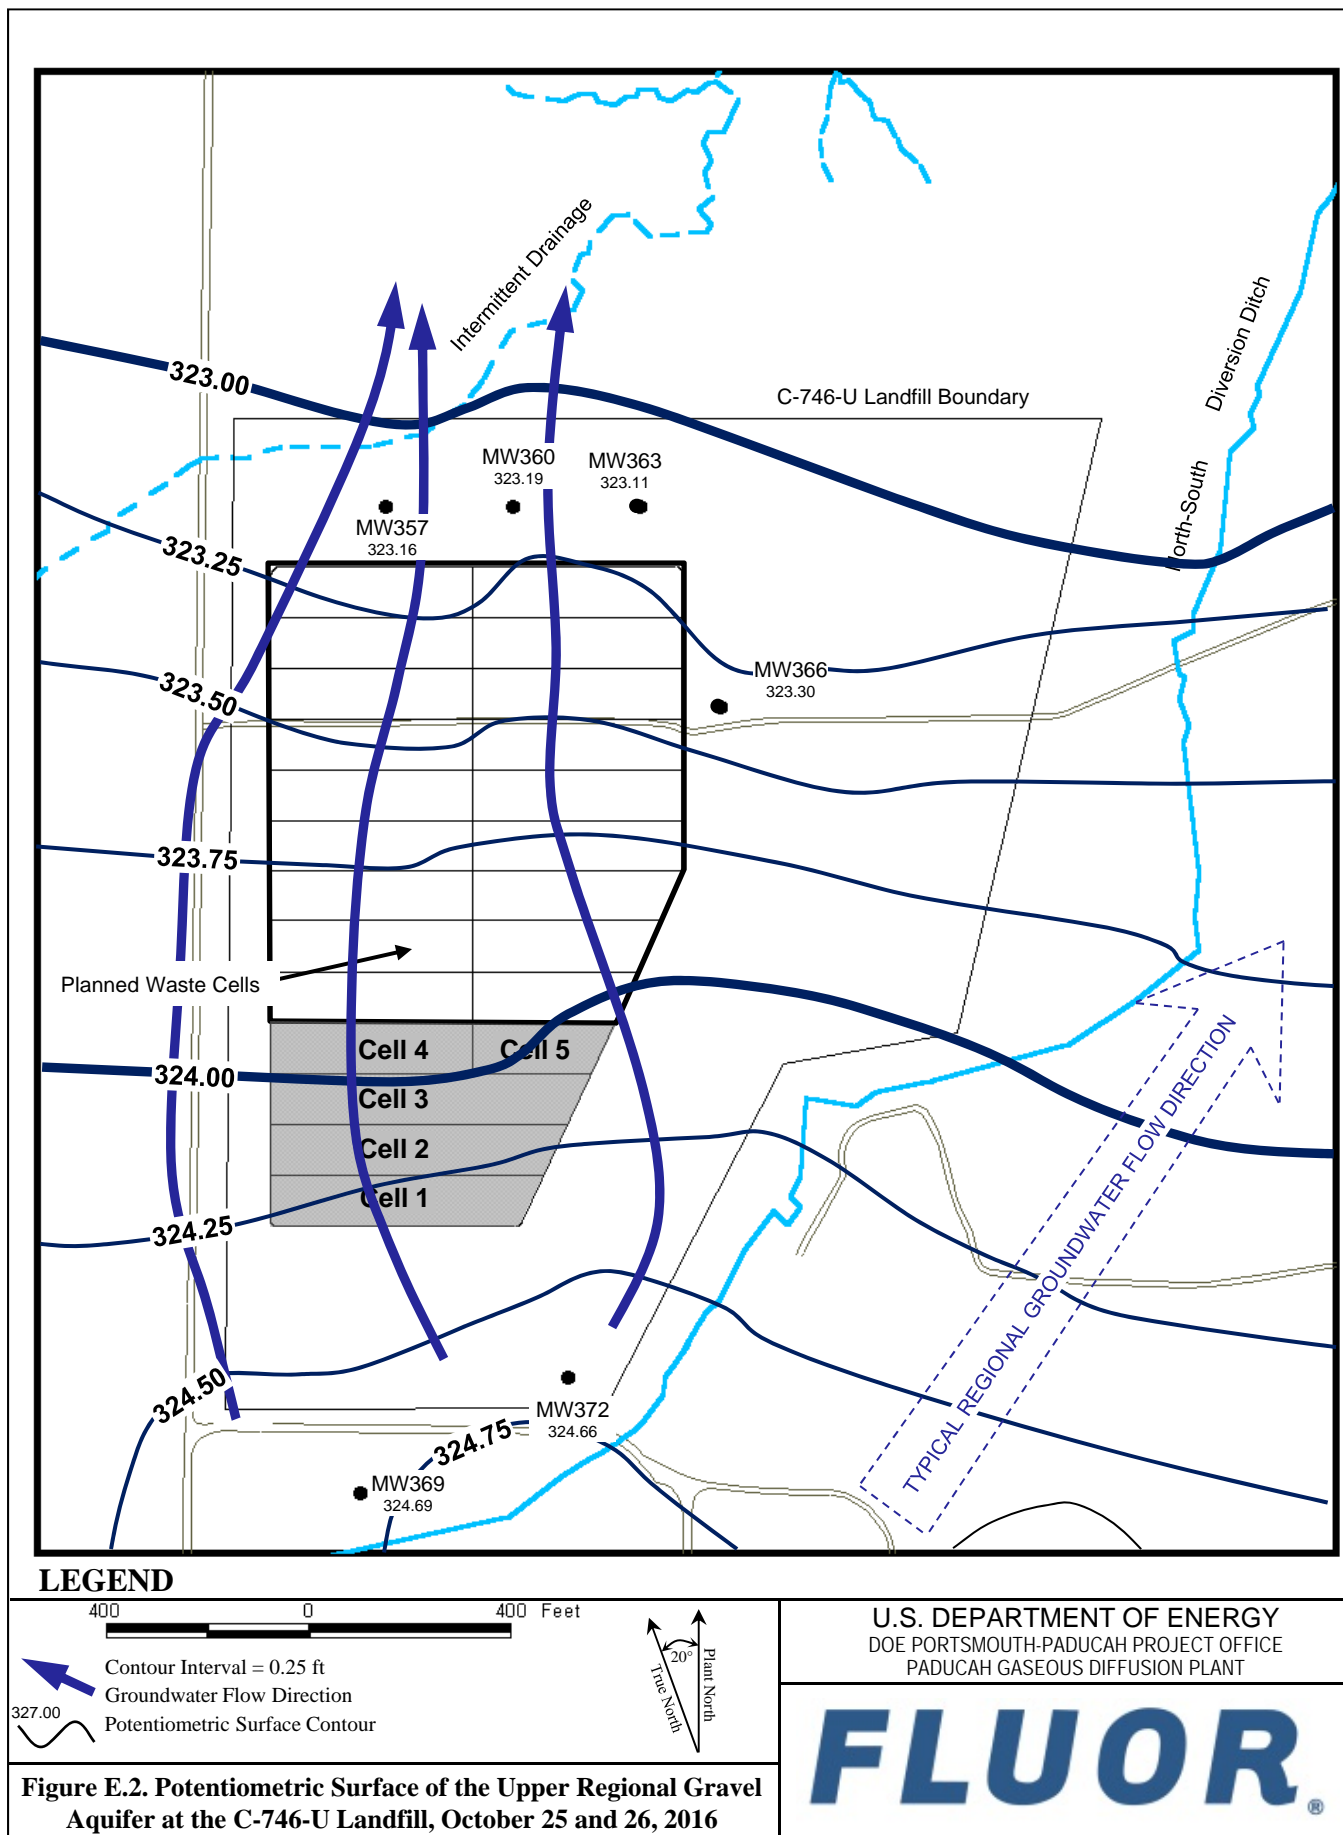 Intermittent Drainage
Diversion Ditch
North-South
323.00
C-746-U Landfill Boundary
MW360
323.19
MW363
323.11
MW357
323.16
323.25
MW366
323.30
323.50
323.75
Planned Waste Cells
Cell 4
Cell 5
324.00
Cell 3
Cell 2
Cell 1
324.25
TYPICAL REGIONAL GROUNDWATER FLOW DIRECTION
324.50
MW372
324.66
324.75
MW369
324.69
LEGEND
400 0 400 Feet
Contour Interval = 0.25 ft
Groundwater Flow Direction
327.00
Potentiometric Surface Contour
20°
True North
Plant North
U.S. DEPARTMENT OF ENERGY
DOE PORTSMOUTH-PADUCAH PROJECT OFFICE
PADUCAH GASEOUS DIFFUSION PLANT
FLUOR®
Figure E.2. Potentiometric Surface of the Upper Regional Gravel
Aquifer at the C-746-U Landfill, October 25 and 26, 2016